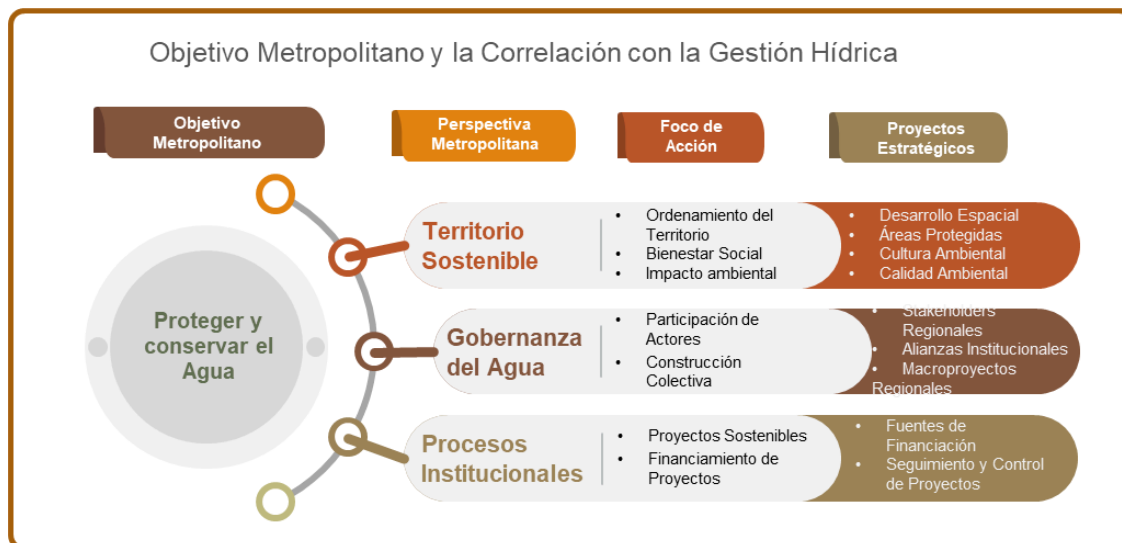 Objetivo Metropolitano y la Correlación con la Gestión Hídrica
Objetivo
Metropolitano
Perspectiva
Metropolitana
Foco de
Acción
Proyectos
Estratégicos
Proteger y
conservar el
Agua
Territorio
Sostenible
• Ordenamiento del
Territorio
• Bienestar Social
• Impacto ambiental
• Desarrollo Espacial
• Áreas Protegidas
• Cultura Ambiental
• Calidad Ambiental
Gobernanza
del Agua
• Participación de
Actores
• Construcción
Colectiva
• Stakeholders
Regionales
• Alianzas Institucionales
• Macroproyectos
Regionales
Procesos
Institucionales
• Proyectos Sostenibles
• Financiamiento de
Proyectos
• Fuentes de
Financiación
• Seguimiento y Control
de Proyectos